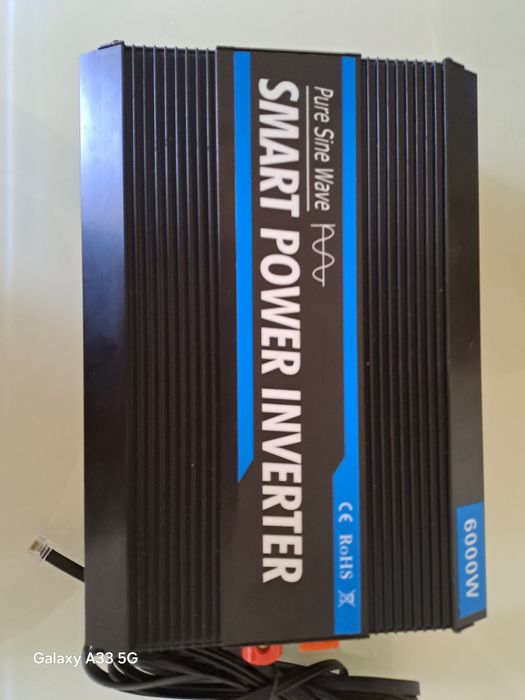 Pure Sine Wave
SMART POWER INVERTER
CE RoHS
6000W
Galaxy A33 5G